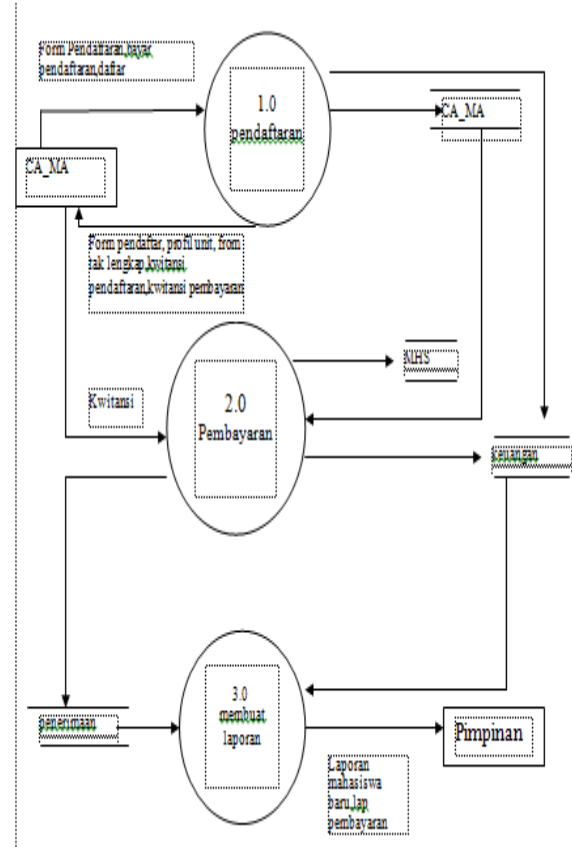 Form Pendaftaran,bayar
pendaftaran,daftar
1.0
pendaftaran
CA_MA
CA_MA
Form pendaftar, profil unit, from
tak lengkap,kwitansi
pendaftaran,kwitansi pembayaran
MHS
Kwitansi
2.0
Pembayaran
keuangan
3.0
membuat
laporan
penerimaan
Pimpinan
Laporan
mahasiswa
baru,lap
pembayaran